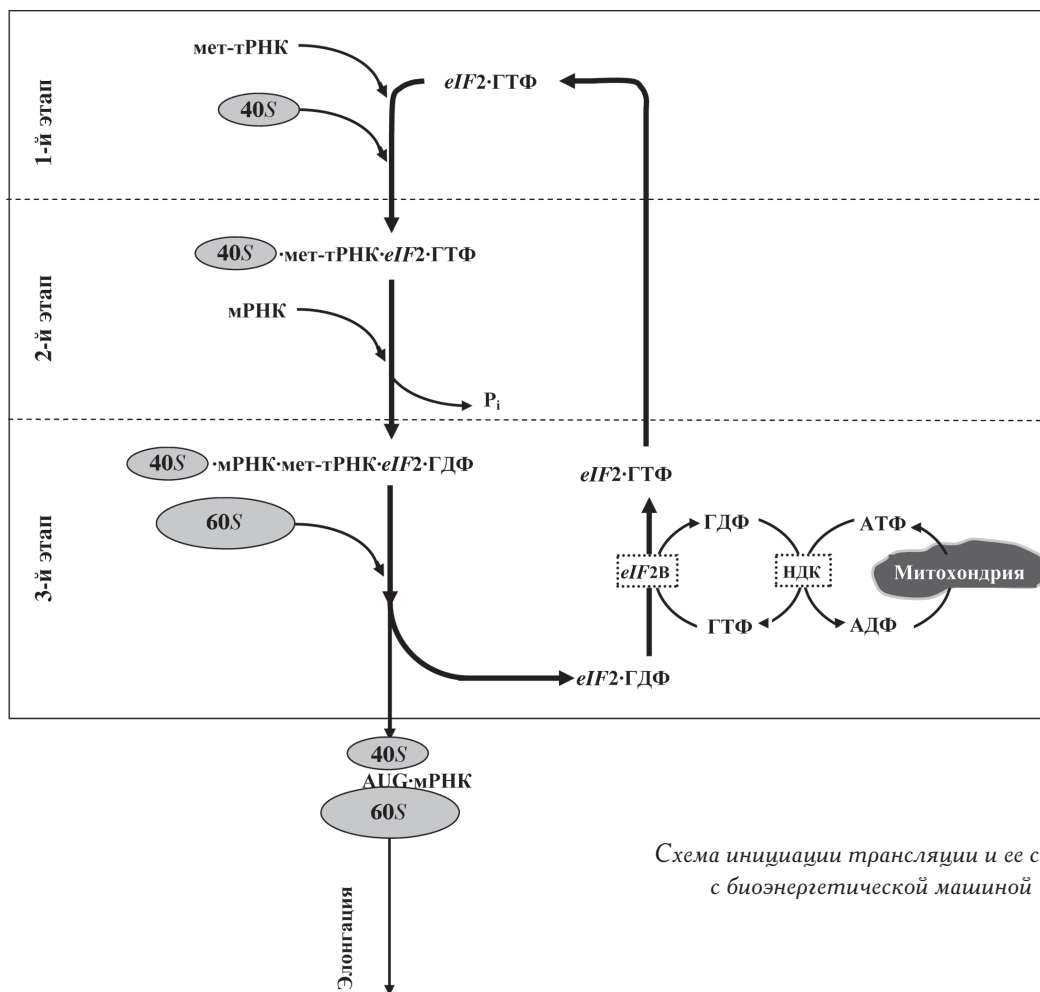 1-й этап
мет-тРНК
eIF2·ГТФ
40S
2-й этап
40S ·мет-тРНК·eIF2·ГТФ
мРНК
Pi
3-й этап
40S ·мРНК·мет-тРНК·eIF2·ГДФ
60S
eIF2·ГТФ
ГДФ
АТФ
eIF2B
НДК
Митохондрия
ГТФ
АДФ
eIF2·ГДФ
40S
AUG·мРНК
60S
Элонгация
Схема инициации трансляции и ее с
с биоэнергетической машиной